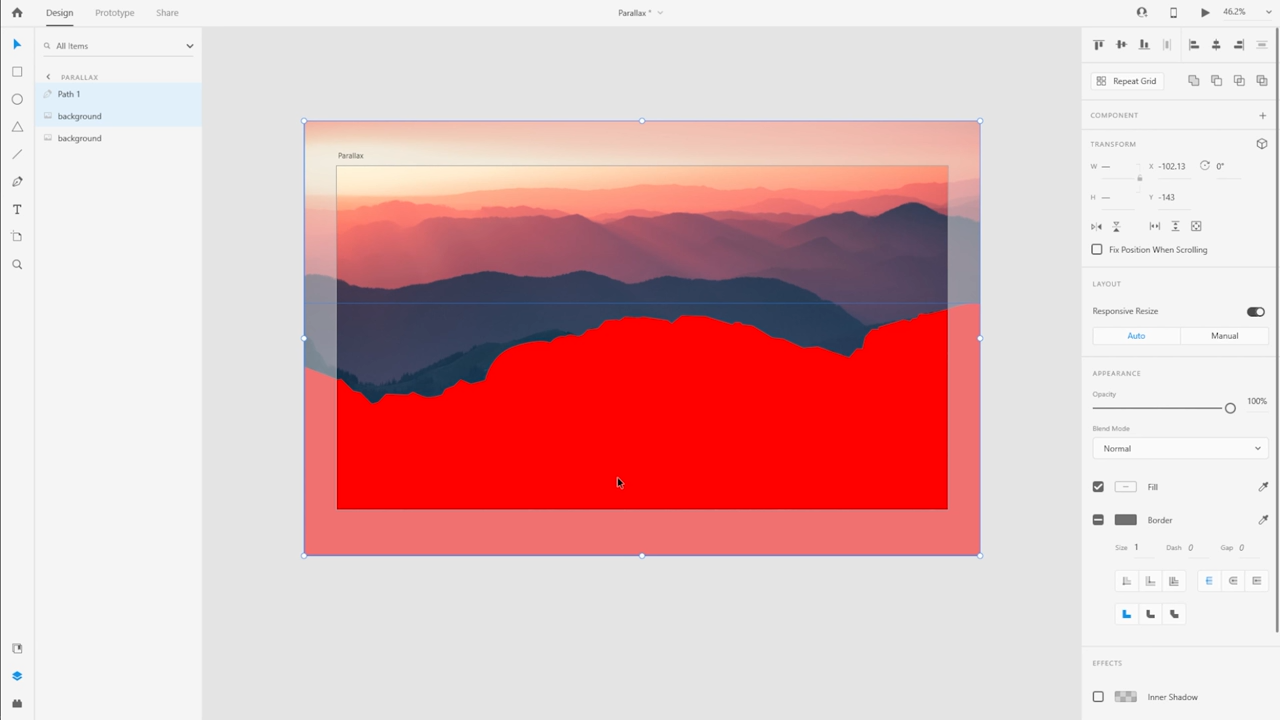 Design Prototype Share
Parallax *
46.2%
All Items
PARALLAX
Path 1
background
background
Parallax
Repeat Grid
COMPONENT
TRANSFORM
W — X -102.13 0°
H — Y -143
Fix Position When Scrolling
LAYOUT
Responsive Resize
Auto Manual
APPEARANCE
Opacity
100%
Blend Mode
Normal
Fill
Border
Size 1 Dash 0 Gap 0
EFFECTS
Inner Shadow